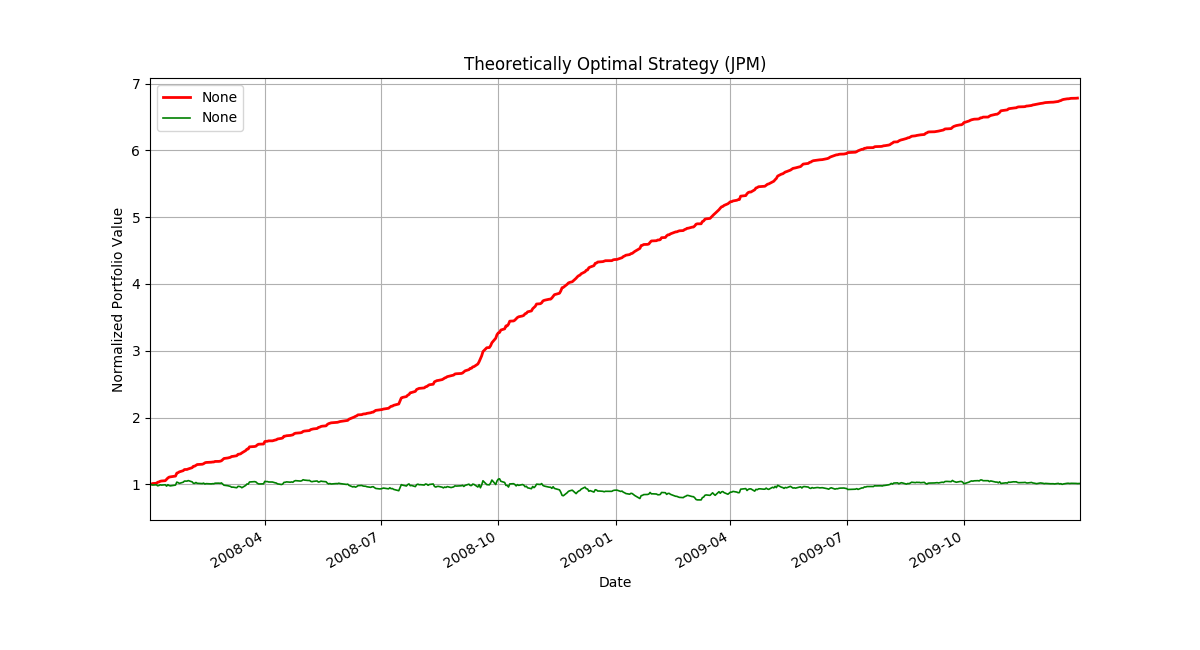 Theoretically Optimal Strategy (JPM)
7
6
5
4
3
2
1
Normalized Portfolio Value
None
None
2008-04
2008-07
2008-10
2009-01
2009-04
2009-07
2009-10
Date